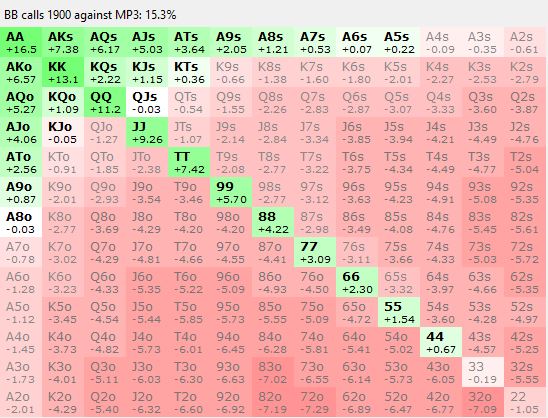 BB calls 1900 against MP3: 15.3%
AA AKs AQs AJs ATs A9s A8s A7s A6s A5s A4s A3s A2s
+16.5 +7.38 +6.17 +5.03 +3.64 +2.05 +1.21 +0.53 +0.07 +0.22 -0.09 -0.35 -0.61
AKo KK KQs KJs KTs K9s K8s K7s K6s K5s K4s K3s K2s
+6.57 +13.1 +2.22 +1.15 +0.36 -0.66 -1.38 -1.60 -1.80 -2.01 -2.27 -2.53 -2.79
AQo KQo QQ QJs QTs Q9s Q8s Q7s Q6s Q5s Q4s Q3s Q2s
+5.27 +1.09 +11.2 -0.03 -0.54 -1.55 -2.26 -2.83 -2.87 -3.07 -3.33 -3.60 -3.87
AJo KJo QJo JJ JTs J9s J8s J7s J6s J5s J4s J3s J2s
+4.06 -0.05 -1.27 +9.26 -1.07 -2.14 -2.84 -3.34 -3.85 -3.94 -4.21 -4.49 -4.76
ATo KTo QTo JTo TT T9s T8s T7s T6s T5s T4s T3s T2s
+2.56 -0.91 -1.85 -2.38 +7.42 -2.08 -2.77 -3.22 -3.75 -4.34 -4.49 -4.77 -5.04
A9o K9o Q9o J9o T9o 99 98s 97s 96s 95s 94s 93s 92s
+0.87 -2.01 -2.93 -3.54 -3.46 +5.70 -2.77 -3.12 -3.63 -4.23 -4.91 -5.08 -5.35
A8o K8o Q8o J8o T8o 98o 88 87s 86s 85s 84s 83s 82s
-0.03 -2.77 -3.69 -4.29 -4.20 -4.20 +4.22 -2.98 -3.49 -4.08 -4.76 -5.45 -5.61
A7o K7o Q7o J7o T7o 97o 87o 77 76s 75s 74s 73s 72s
-0.78 -3.02 -4.29 -4.81 -4.66 -4.55 -4.41 +3.09 -3.11 -3.66 -4.33 -5.03 -5.72
A6o K6o Q6o J6o T6o 96o 86o 76o 66 65s 64s 63s 62s
-1.28 -3.23 -4.33 -5.35 -5.22 -5.09 -4.93 -4.50 +2.30 -3.32 -3.97 -4.66 -5.35
A5o K5o Q5o J5o T5o 95o 85o 75o 65o 55 54s 53s 52s
-1.12 -3.45 -4.54 -5.44 -5.85 -5.73 -5.55 -5.09 -4.72 +1.54 -3.60 -4.28 -4.97
A4o K4o Q4o J4o T4o 94o 84o 74o 64o 54o 44 43s 42s
-1.45 -3.73 -4.82 -5.73 -6.01 -6.45 -6.28 -5.81 -5.41 -5.02 +0.67 -4.57 -5.25
A3o K3o Q3o J3o T3o 93o 83o 73o 63o 53o 43o 33 32s
-1.73 -4.01 -5.11 -6.03 -6.30 -6.63 -7.02 -6.55 -6.14 -5.73 -6.05 -0.19 -5.55
A2o K2o Q2o J2o T2o 92o 82o 72o 62o 52o 42o 32o 22
-2.01 -4.29 -5.40 -6.32 -6.60 -6.92 -7.19 -7.29 -6.89 -6.47 -6.77 -7.09 1.05